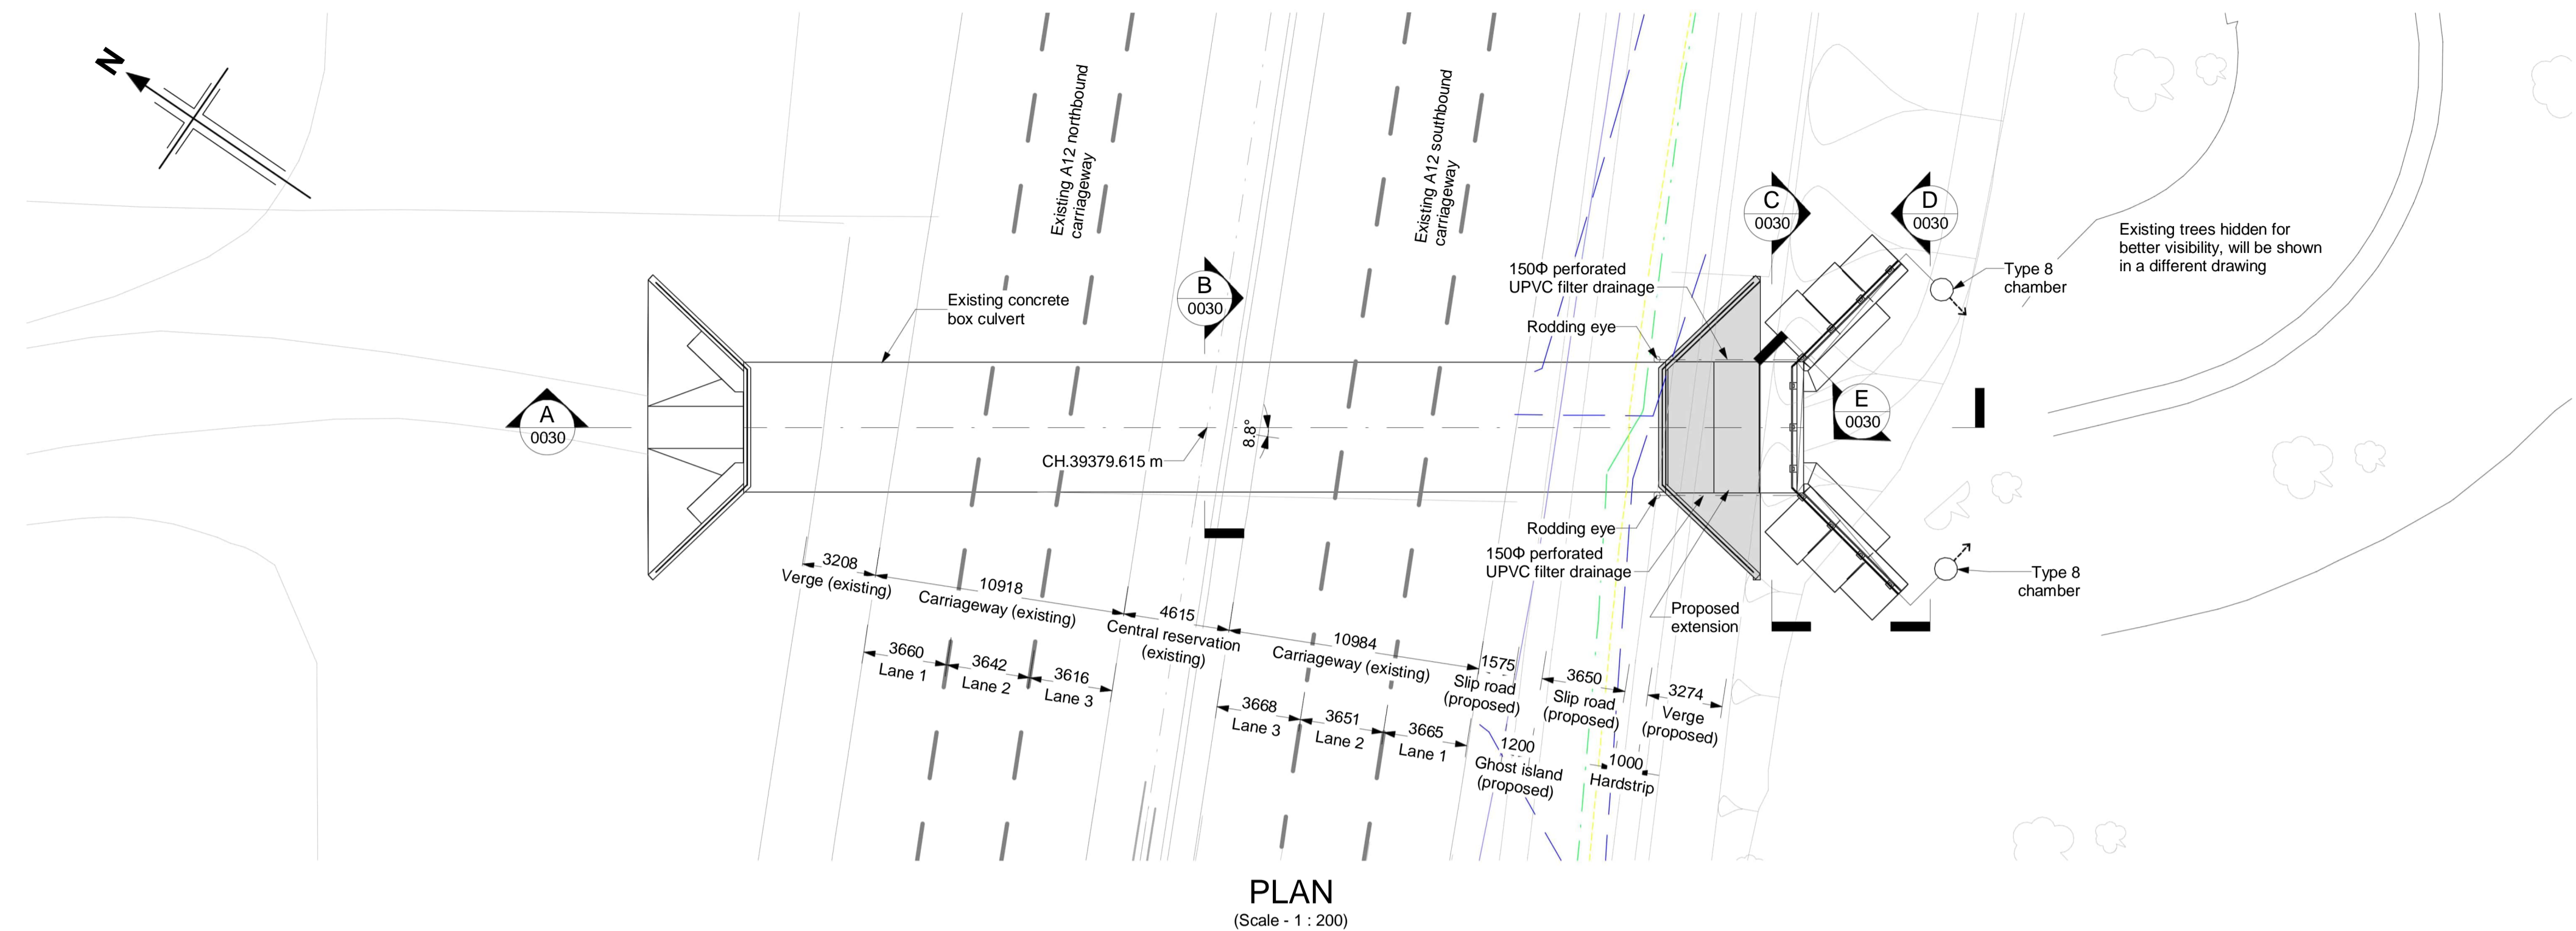 N
Existing A12 northbound
carriageway
Existing A12 southbound
carriageway
C
0030
D
0030
Existing trees hidden for
better visibility, will be shown
in a different drawing
150Φ perforated
UPVC filter drainage
Type 8
chamber
B
0030
Existing concrete
box culvert
Rodding eye
A
0030
E
0030
8.8°
CH.39379.615 m
Rodding eye
150Φ perforated
UPVC filter drainage
Type 8
chamber
Proposed
extension
3208
Verge (existing)
10918
Carriageway (existing)
4615
Central reservation
(existing)
10984
Carriageway (existing)
1575
Slip road
(proposed)
3650
Slip road
(proposed)
3274
Verge
(proposed)
3660
Lane 1
3642
Lane 2
3616
Lane 3
3668
Lane 3
3651
Lane 2
3665
Lane 1
1200
Ghost island
(proposed)
1000
Hardstrip
PLAN
(Scale - 1 : 200)